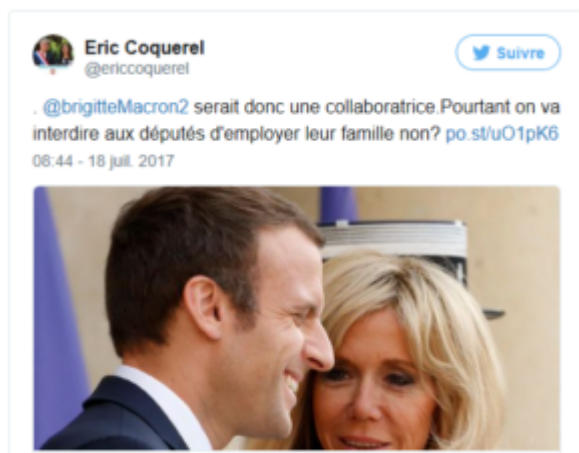 Eric Coquerel
@ericcoquerel
Suivre
. @brigitteMacron2 serait donc une collaboratrice.Pourtant on va
interdire aux députés d'employer leur famille non? po.st/uO1pK6
08:44 - 18 juil. 2017